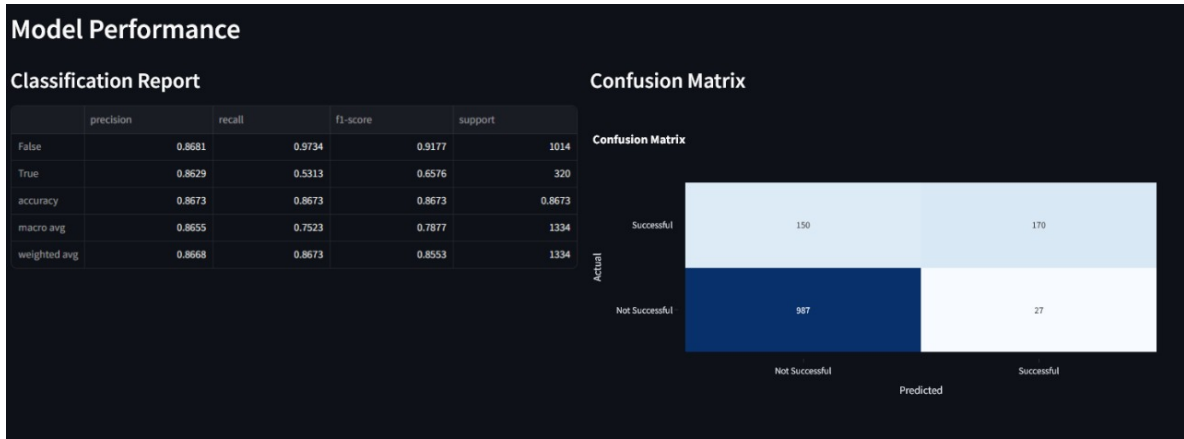 Model Performance
Classification Report
precision recall f1-score support
False 0.8681 0.9734 0.9177 1014
True 0.8629 0.5313 0.6576 320
accuracy 0.8673 0.8673 0.8673 0.8673
macro avg 0.8655 0.7523 0.7877 1334
weighted avg 0.8668 0.8673 0.8553 1334
Confusion Matrix
Confusion Matrix
Successful 150 170
Actual
Not Successful 987 27
Not Successful Successful
Predicted